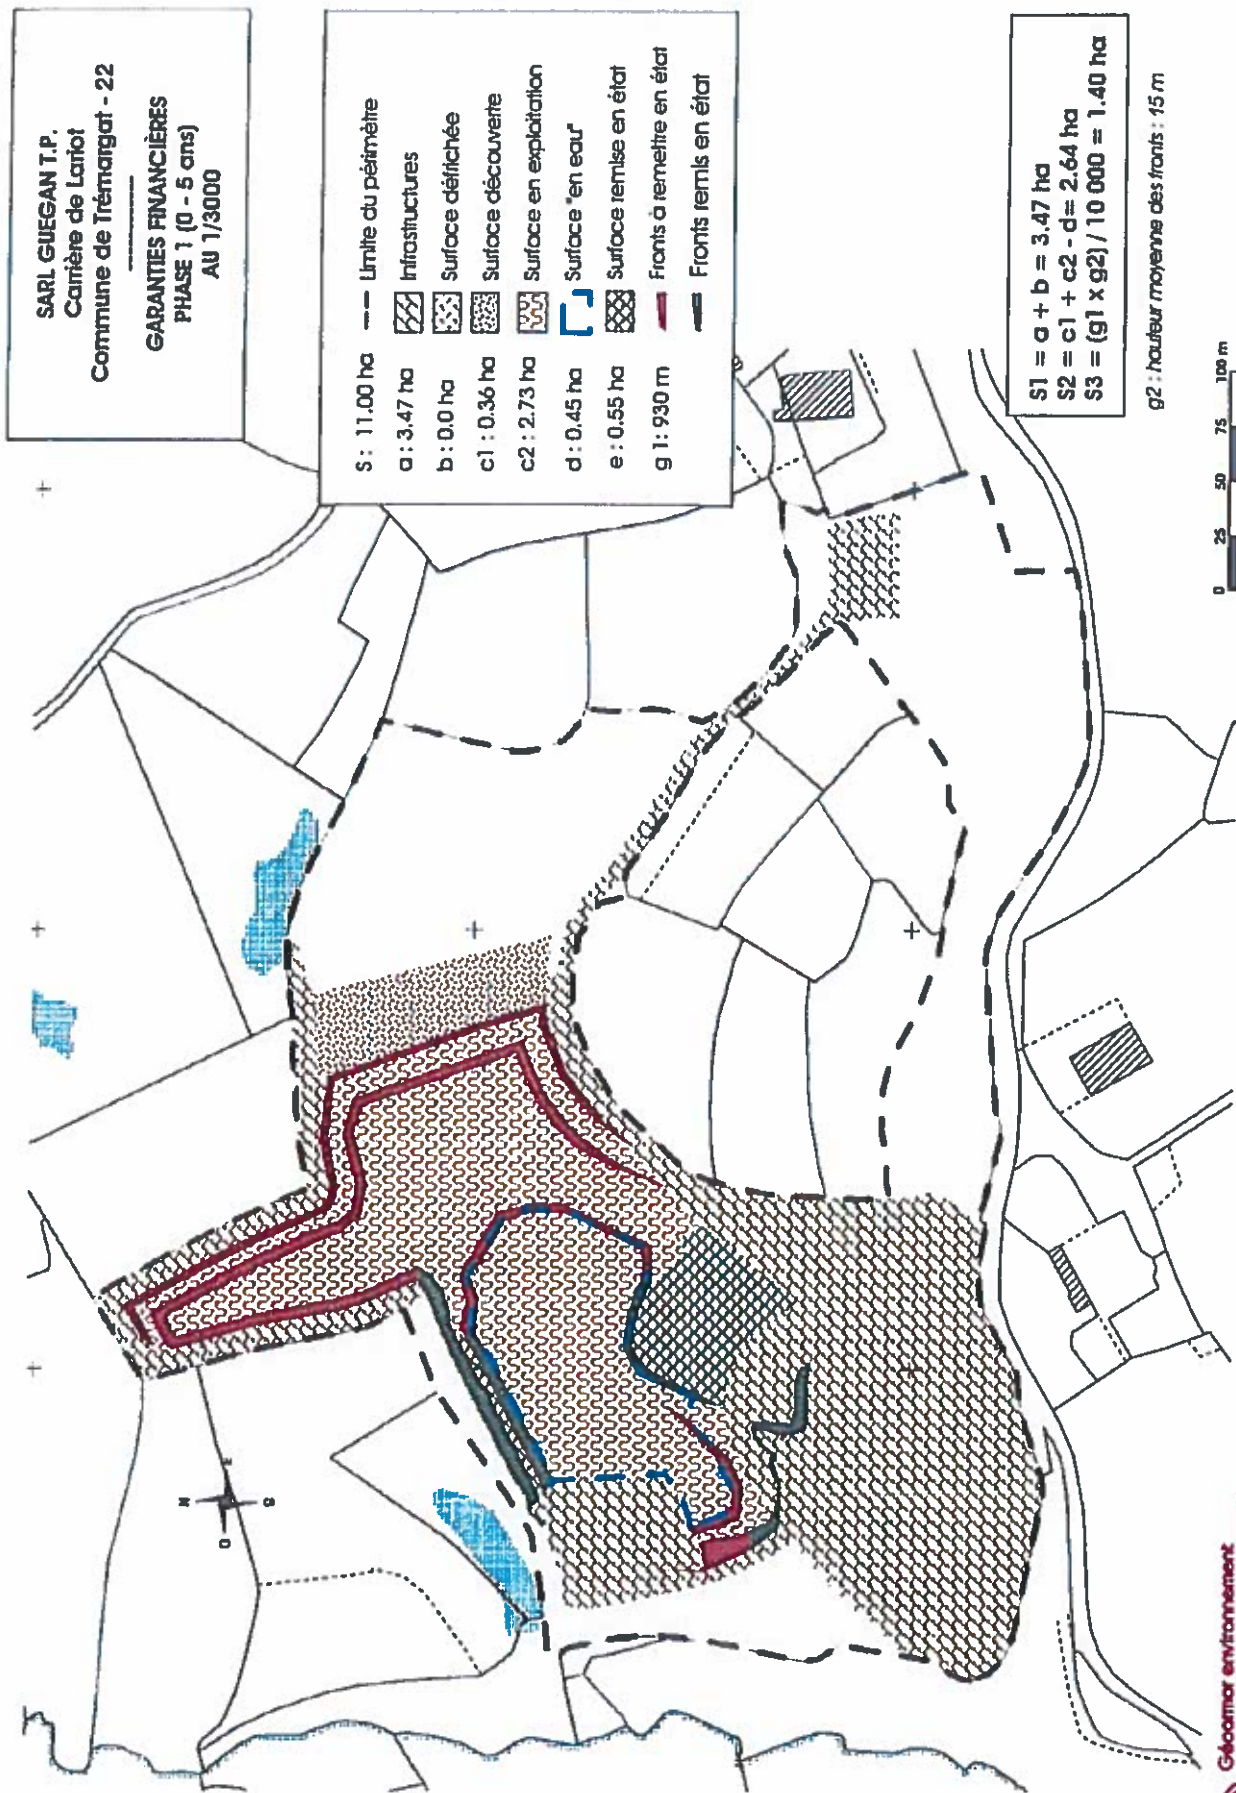 SARL GUEGAN T.P.
Carrière de Lariot
Commune de Trémargat - 22
GARANTIES FINANCIÈRES
PHASE 1 (0 - 5 ans)
AU 1/3000
S : 11.00 ha Limite du périmètre
a : 3.47 ha Infrastructures
b : 0.0 ha Surface défrichée
c1 : 0.36 ha Surface découverte
c2 : 2.73 ha Surface en exploitation
d : 0.45 ha Surface "en eau"
e : 0.55 ha Surface remise en état
g 1 : 930 m Fronts à remettre en état
Fronts remis en état
N
E
S
O
S1 = a + b = 3.47 ha
S2 = c1 + c2 - d= 2.64 ha
S3 = (g1 x g2) / 10 000 = 1.40 ha
g2 : hauteur moyenne des fronts : 15 m
0 25 50 75 100 m
Géoarmor environnement